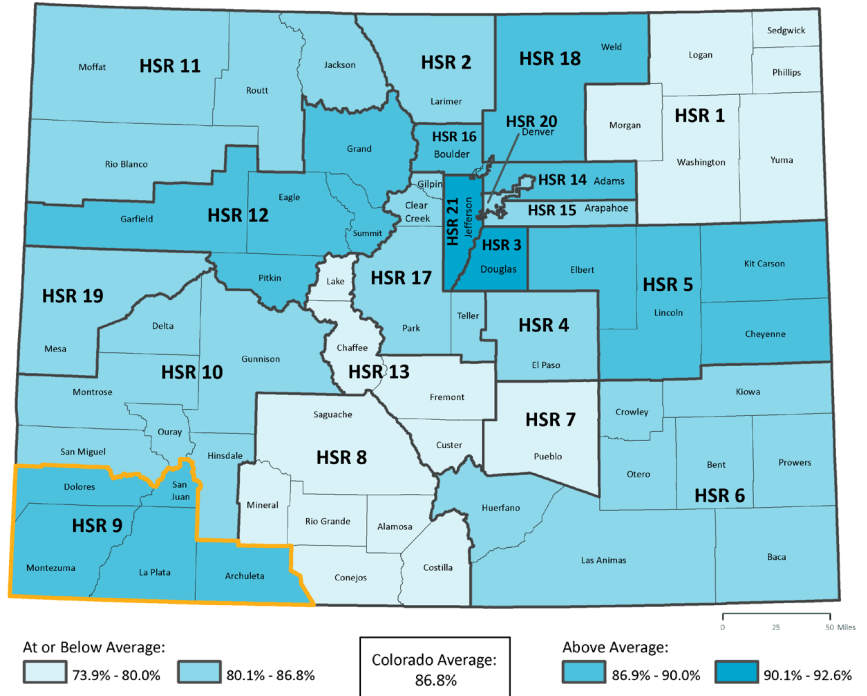 HSR 11
Moffat
Routt
Jackson
Rio Blanco
HSR 2
Larimer
HSR 18
Weld
Logan
Sedgwick
Phillips
HSR 1
Morgan
Washington
Yuma
HSR 20
Denver
HSR 16
Boulder
Grand
HSR 12
Garfield
Eagle
Summit
Pitkin
Gilpin
Clear
Creek
HSR 21
Jefferson
HSR 14 Adams
HSR 15 Arapahoe
HSR 3
Douglas
Elbert
HSR 5
Lincoln
Kit Carson
Cheyenne
HSR 19
Mesa
Delta
HSR 10
Gunnison
Montrose
Ouray
San Miguel
Hinsdale
Lake
HSR 17
Park
Teller
Chaffee
HSR 13
Fremont
Custer
HSR 4
El Paso
HSR 7
Pueblo
Crowley
Kiowa
Otero
Bent
Prowers
HSR 6
Huerfano
Las Animas
Baca
Saguache
HSR 8
Mineral
Rio Grande
Alamosa
Conejos
Costilla
Dolores
San
Juan
HSR 9
Montezuma
La Plata
Archuleta
0 25 50 Miles
At or Below Average:
73.9% - 80.0%
80.1% - 86.8%
Colorado Average:
86.8%
Above Average:
86.9% - 90.0%
90.1% - 92.6%